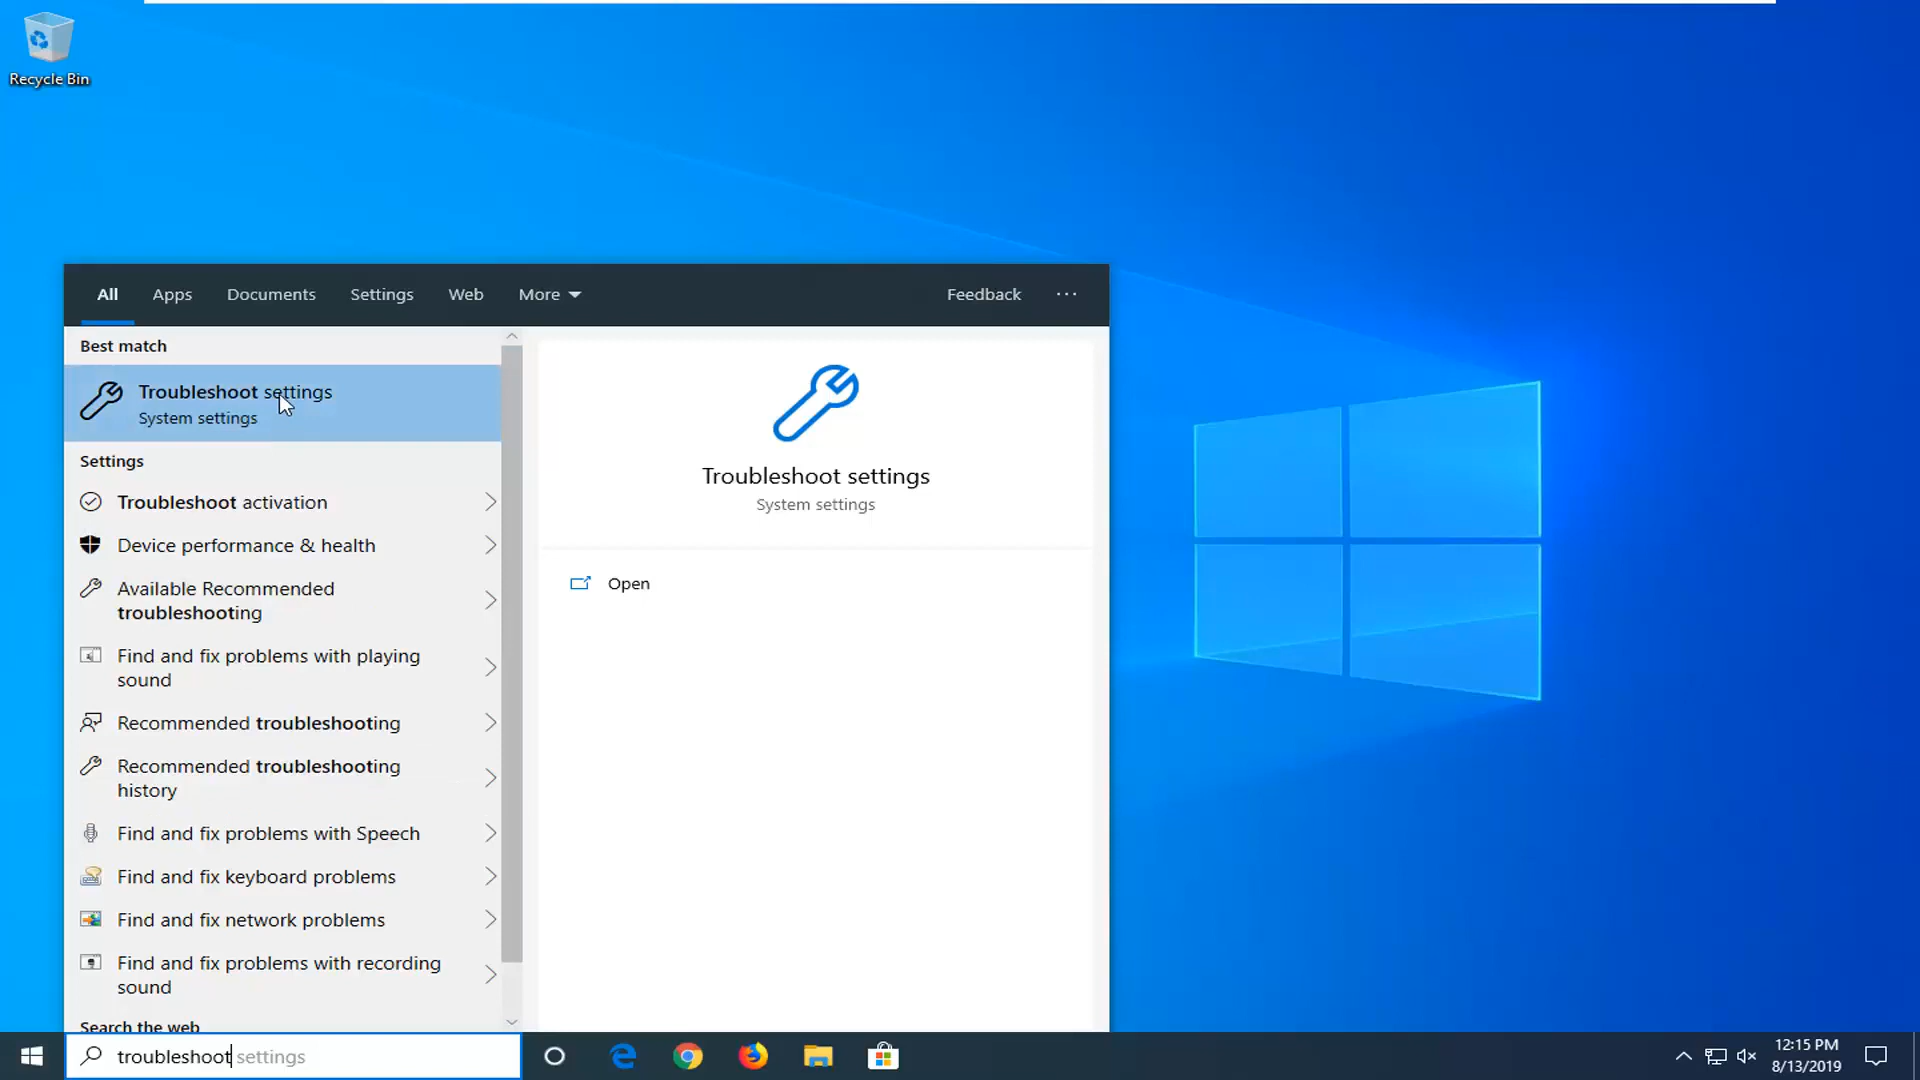 Recycle Bin
All Apps Documents Settings Web More Feedback ···
Best match
Troubleshoot settings
System settings
Settings
Troubleshoot activation
Device performance & health
Available Recommended
troubleshooting
Find and fix problems with playing
sound
Recommended troubleshooting
Recommended troubleshooting
history
Find and fix problems with Speech
Find and fix keyboard problems
Find and fix network problems
Find and fix problems with recording
sound
Search the web
Troubleshoot settings
System settings
Open
troubleshoot settings
12:15 PM
8/13/2019